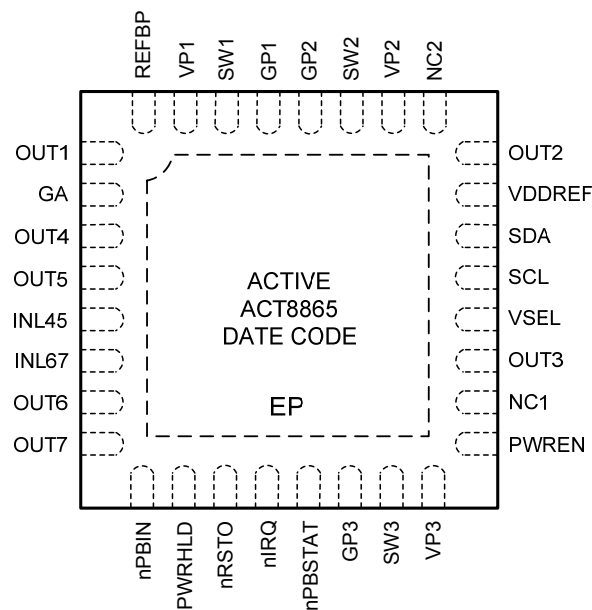 REFBP
VP1
SW1
GP1
GP2
SW2
VP2
NC2
OUT1
GA
OUT4
OUT5
INL45
INL67
OUT6
OUT7
ACTIVE
ACT8865
DATE CODE
EP
OUT2
VDDREF
SDA
SCL
VSEL
OUT3
NC1
PWREN
nPBIN
PWRHLD
nRSTO
nIRQ
nPBSTAT
GP3
SW3
VP3